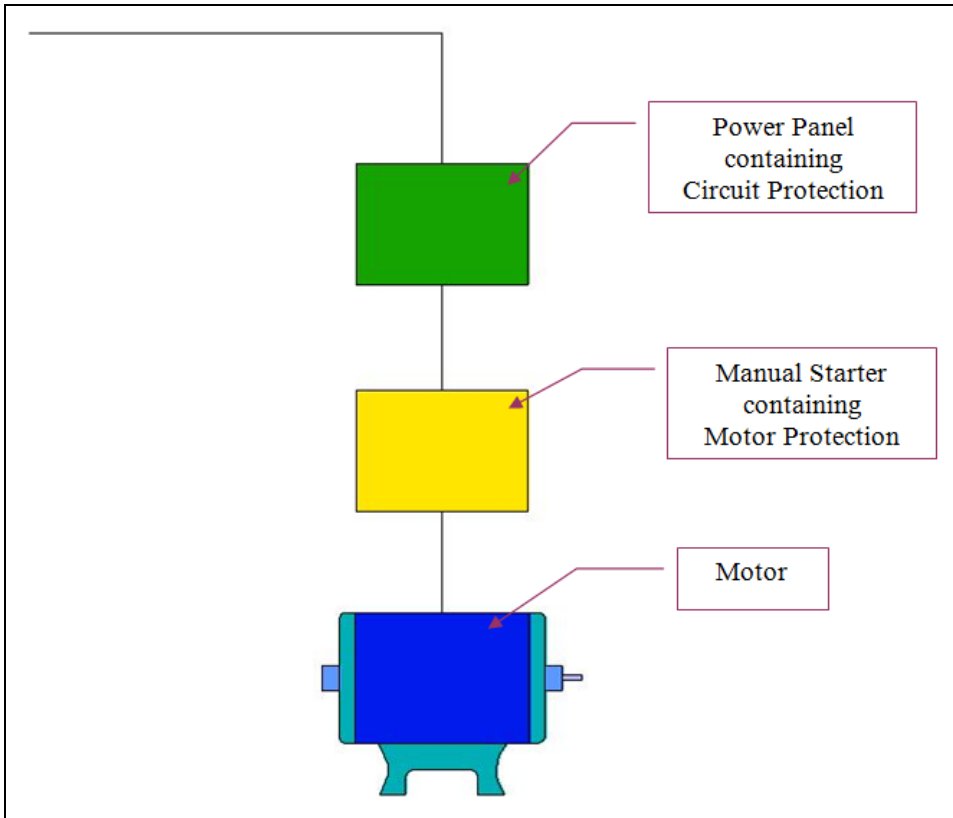 Power Panel
containing
Circuit Protection
Manual Starter
containing
Motor Protection
Motor